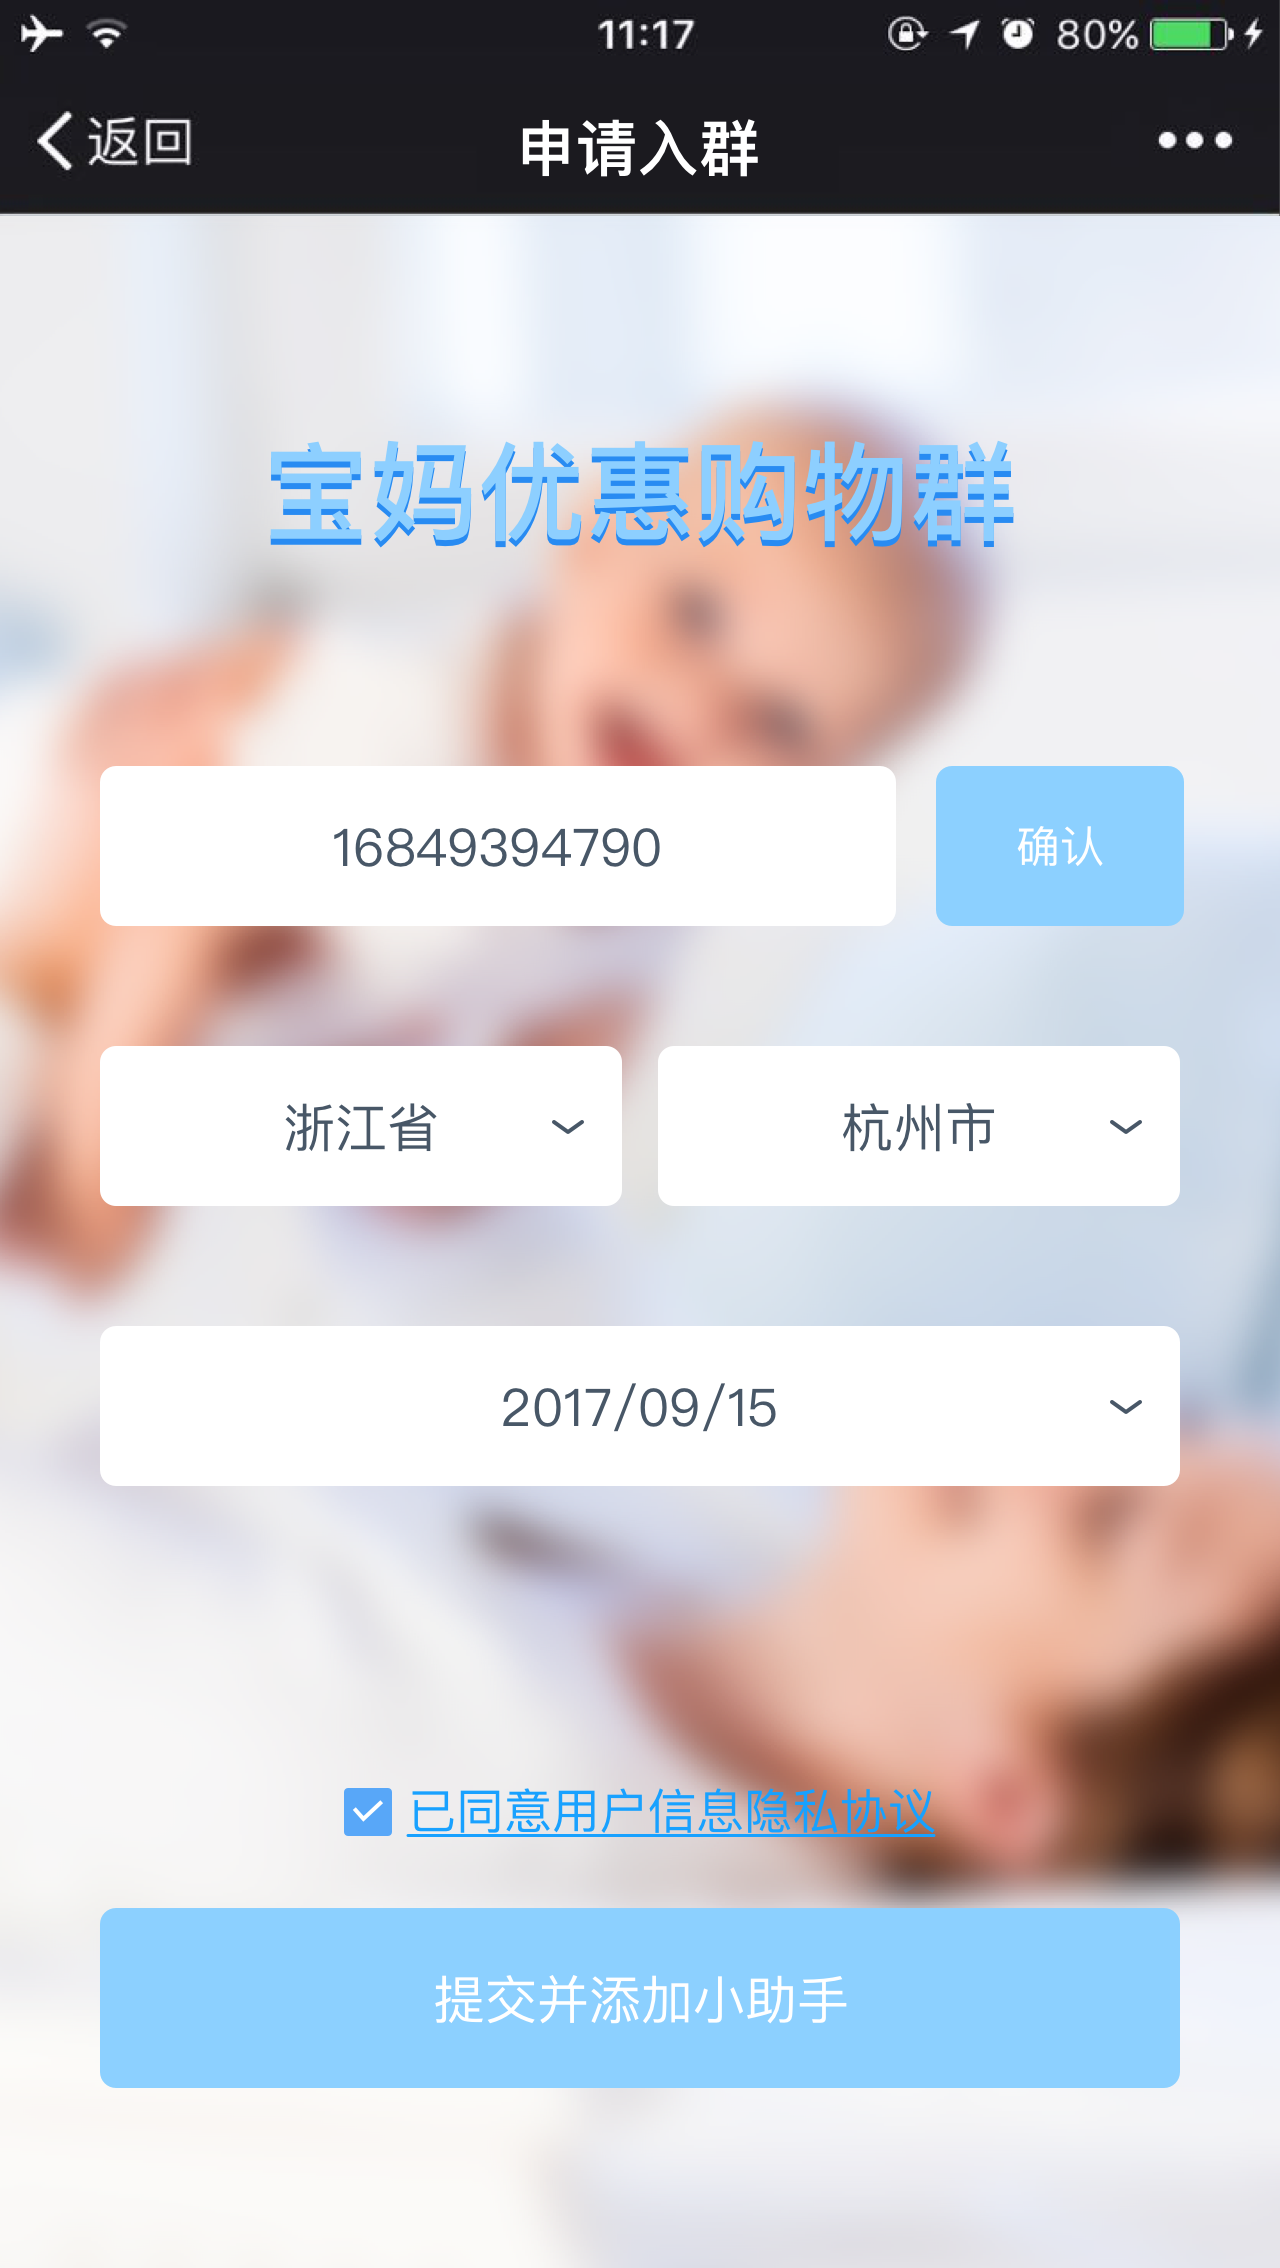 11:17
80%
返回
申请入群
宝妈优惠购物群
16849394790
确认
浙江省
杭州市
2017/09/15
已同意用户信息隐私协议
提交并添加小助手